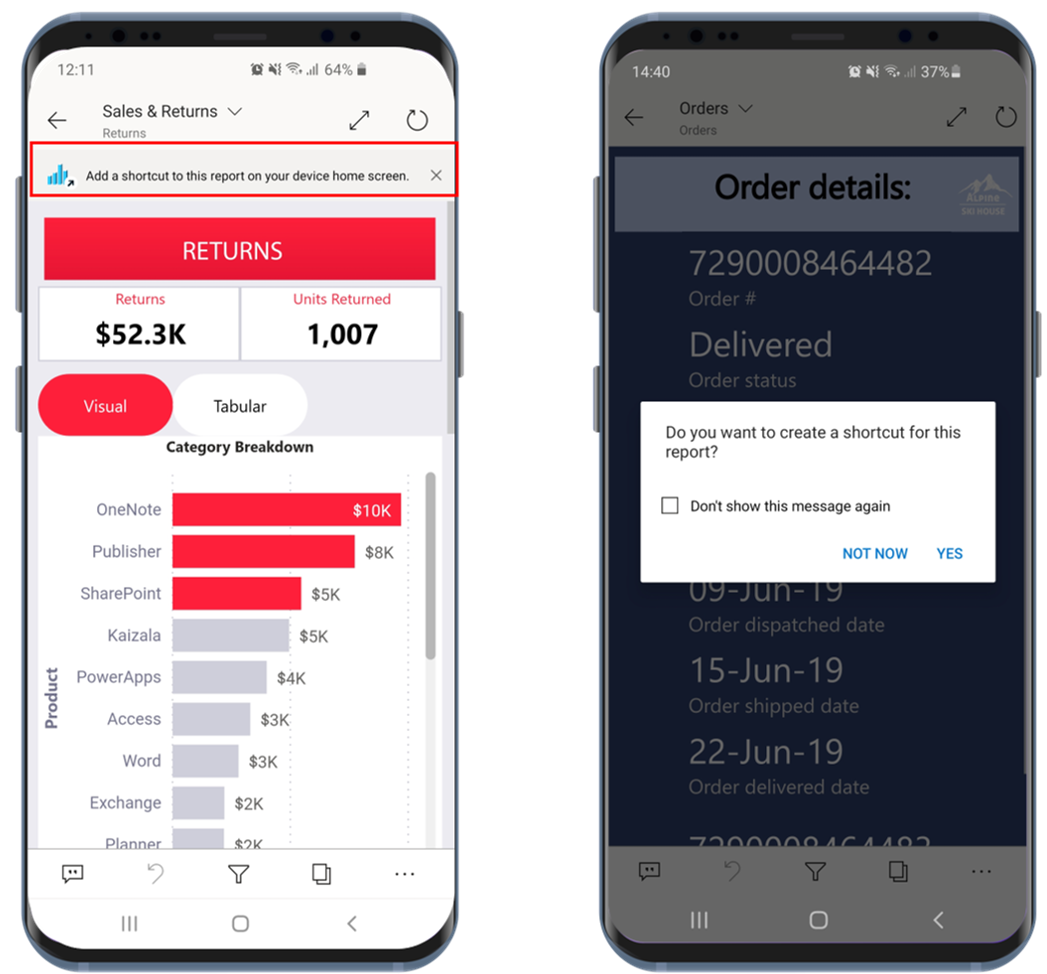 12:11
64%
Sales & Returns
Returns
Add a shortcut to this report on your device home screen.
RETURNS
Returns
Units Returned
$52.3K
1,007
Visual
Tabular
Category Breakdown
Product
OneNote
$10K
Publisher
$8K
SharePoint
$5K
Kaizala
$5K
PowerApps
$4K
Access
$3K
Word
$3K
Exchange
$2K
Planner
$2K
14:40
37%
Orders
Orders
Order details:
ALPINE
SKI HOUSE
7290008464482
Order #
Delivered
Order status
Do you want to create a shortcut for this
report?
Don't show this message again
NOT NOW YES
09-Jun-19
Order dispatched date
15-Jun-19
Order shipped date
22-Jun-19
Order delivered date
7290008464482